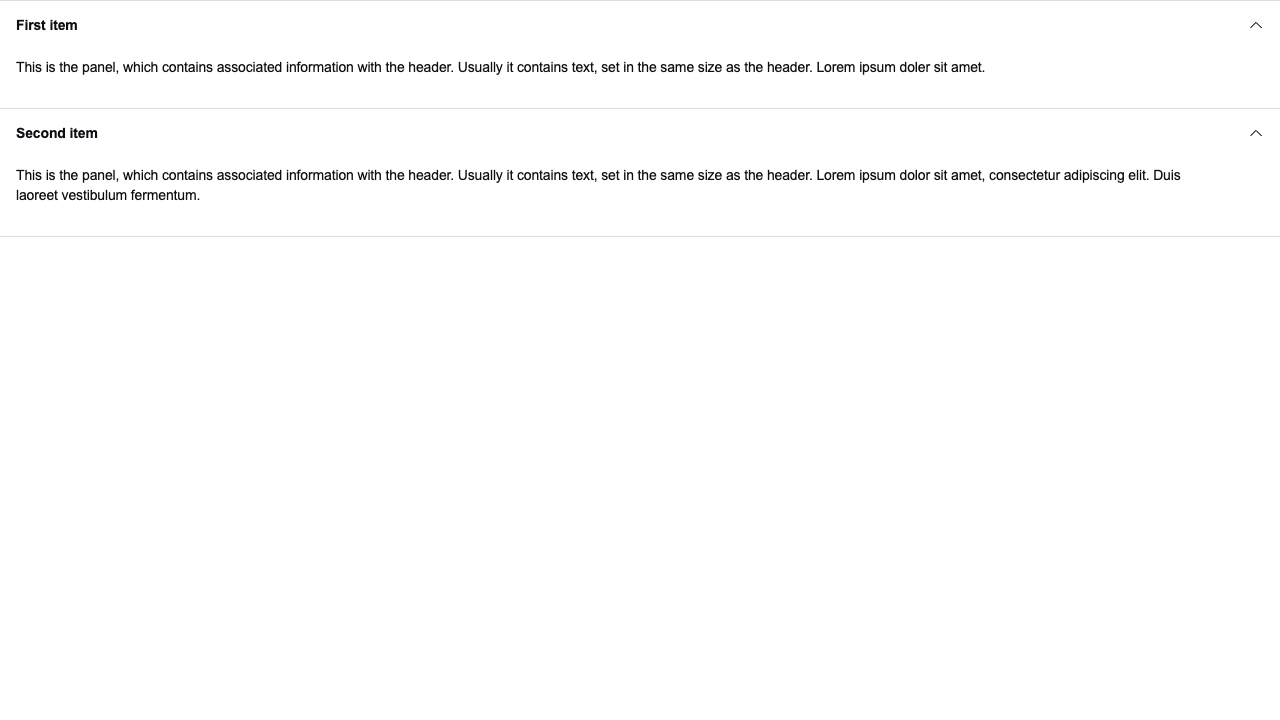 First item
This is the panel, which contains associated information with the header. Usually it contains text, set in the same size as the header. Lorem ipsum doler sit amet.
Second item
This is the panel, which contains associated information with the header. Usually it contains text, set in the same size as the header. Lorem ipsum dolor sit amet, consectetur adipiscing elit. Duis
laoreet vestibulum fermentum.